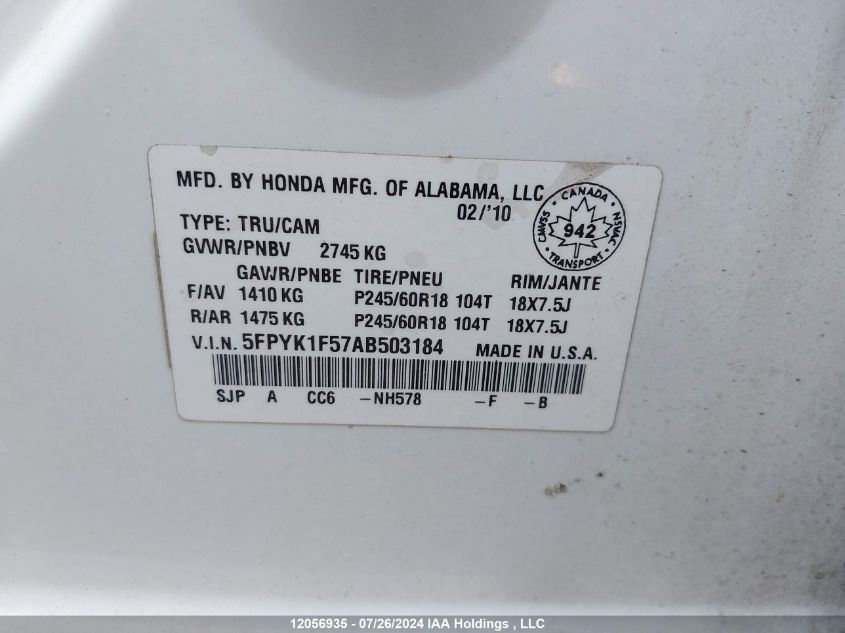 MFD. BY HONDA MFG. OF ALABAMA, LLC
02/'10
CANADA
CMVSS
942
NSVAC
TRANSPORT
TYPE: TRU/CAM
GVWR/PNBV 2745 KG
GAWR/PNBE TIRE/PNEU RIM/JANTE
F/AV 1410 KG P245/60R18 104T 18X7.5J
R/AR 1475 KG P245/60R18 104T 18X7.5J
V.I.N. 5FPYK1F57AB503184 MADE IN U.S.A.
SJP A CC6 -NH578 -F -B
12056935 - 07/26/2024 IAA Holdings , LLC